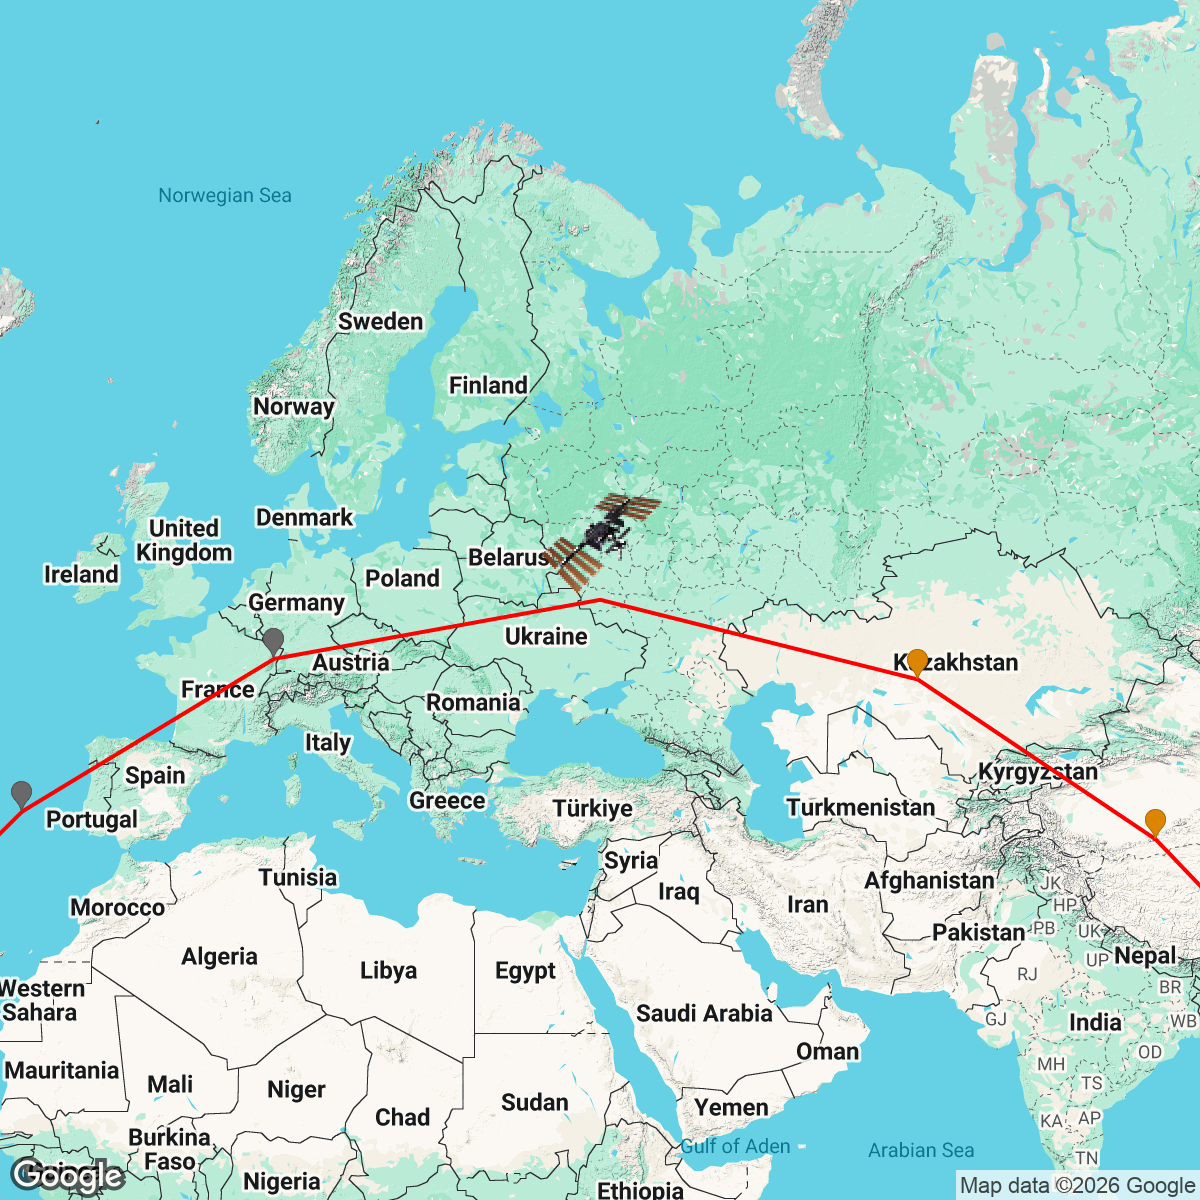 Norwegian Sea
Sweden
Finland
Norway
Denmark
United
Kingdom
Ireland
Belarus
Poland
Germany
Ukraine
Austria
Kazakhstan
France
Romania
Italy
Spain
Kyrgyzstan
Greece
Türkiye
Turkmenistan
Portugal
Syria
Tunisia
Iraq
Afghanistan
JK
Iran
HP
Morocco
Pakistan
PB
UK
Algeria
Libya
Egypt
UP
Nepal
RJ
BR
Western
Sahara
Saudi Arabia
GJ
India
WB
Oman
OD
Mauritania
Mali
Niger
MH
TS
Chad
Sudan
Yemen
KA
AP
Burkina
Faso
Gulf of Aden
Arabian Sea
TN
Google
Nigeria
Ethiopia
Map data ©2026 Google